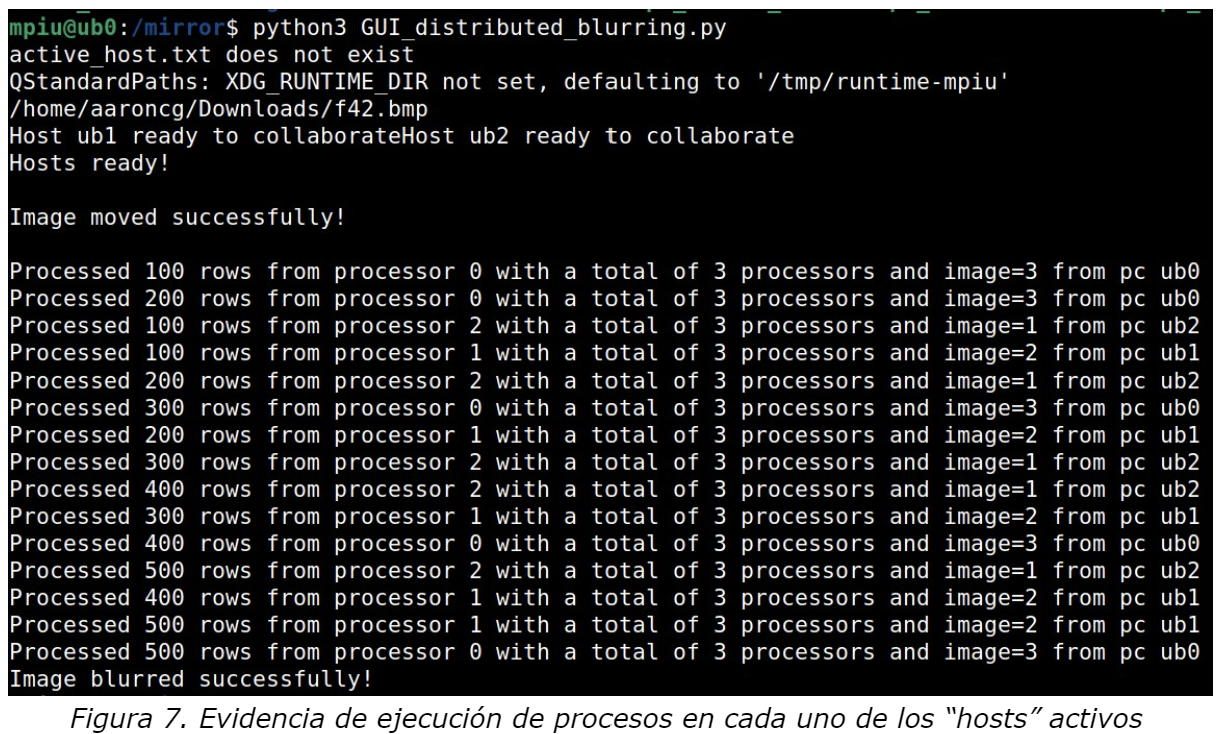 mpiu@ub0:/mirror$ python3 GUI_distributed_blurring.py
active_host.txt does not exist
QStandardPaths: XDG_RUNTIME_DIR not set, defaulting to '/tmp/runtime-mpiu'
/home/aaroncg/Downloads/f42.bmp
Host ub1 ready to collaborateHost ub2 ready to collaborate
Hosts ready!
Image moved successfully!
Processed 100 rows from processor 0 with a total of 3 processors and image=3 from pc ub0
Processed 200 rows from processor 0 with a total of 3 processors and image=3 from pc ub0
Processed 100 rows from processor 2 with a total of 3 processors and image=1 from pc ub2
Processed 100 rows from processor 1 with a total of 3 processors and image=2 from pc ub1
Processed 200 rows from processor 2 with a total of 3 processors and image=1 from pc ub2
Processed 300 rows from processor 0 with a total of 3 processors and image=3 from pc ub0
Processed 200 rows from processor 1 with a total of 3 processors and image=2 from pc ub1
Processed 300 rows from processor 2 with a total of 3 processors and image=1 from pc ub2
Processed 400 rows from processor 2 with a total of 3 processors and image=1 from pc ub2
Processed 300 rows from processor 1 with a total of 3 processors and image=2 from pc ub1
Processed 400 rows from processor 0 with a total of 3 processors and image=3 from pc ub0
Processed 500 rows from processor 2 with a total of 3 processors and image=1 from pc ub2
Processed 400 rows from processor 1 with a total of 3 processors and image=2 from pc ub1
Processed 500 rows from processor 1 with a total of 3 processors and image=2 from pc ub1
Processed 500 rows from processor 0 with a total of 3 processors and image=3 from pc ub0
Image blurred successfully!
Figura 7. Evidencia de ejecución de procesos en cada uno de los “hosts” activos